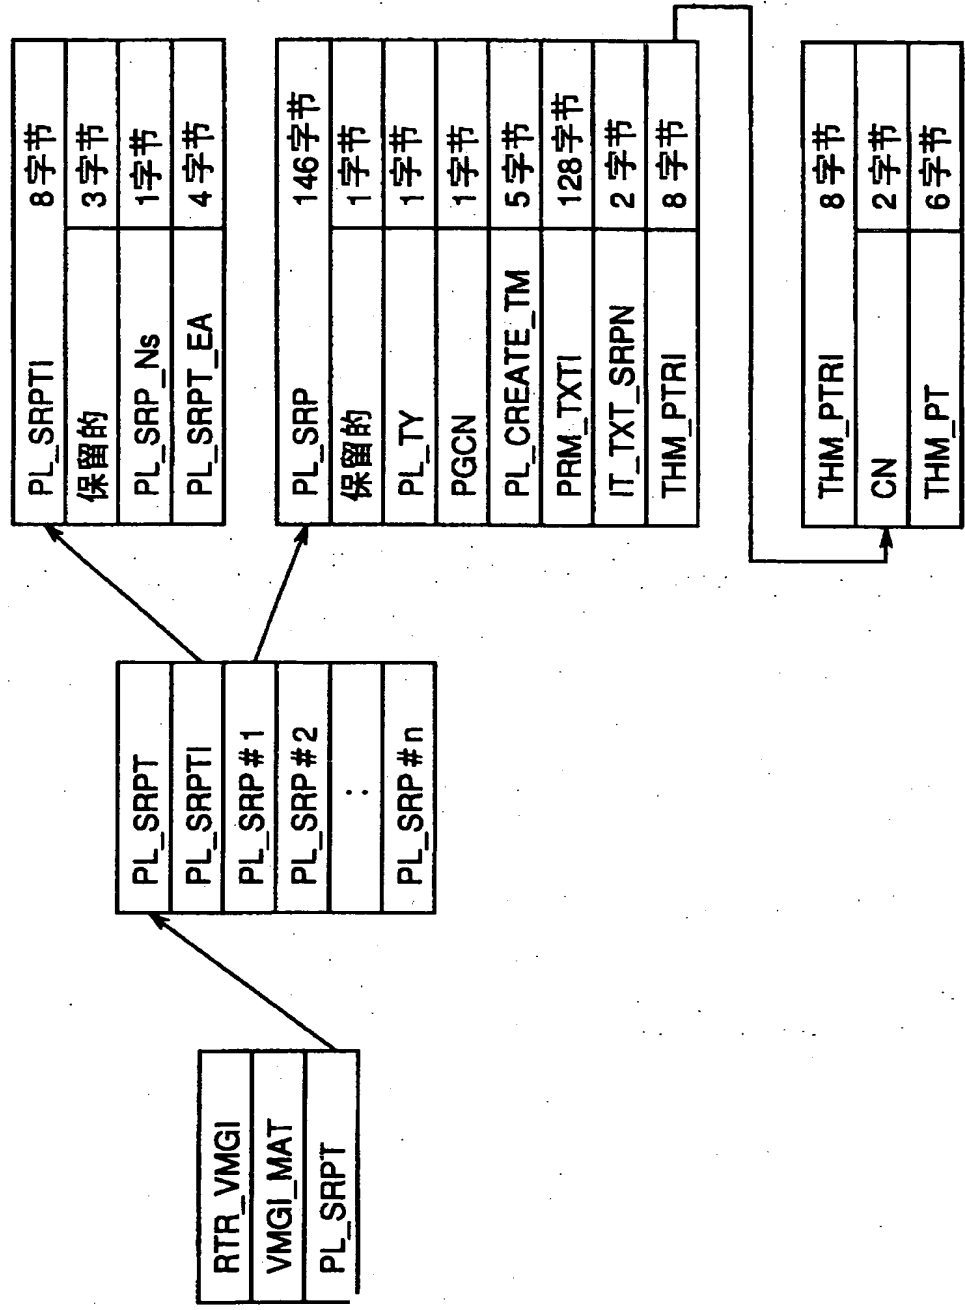 RTR_VMGI
VMGI_MAT
PL_SRPT
PL_SRPT
PL_SRPTI
PL_SRP#1
PL_SRP#2
:
PL_SRP#n
PL_SRPTI 8字节
保留的 3字节
PL_SRP_Ns 1字节
PL_SRPT_EA 4字节
PL_SRP 146字节
保留的 1字节
PL_TY 1字节
PGCN 1字节
PL_CREATE_TM 5字节
PRM_TXTI 128字节
IT_TXT_SRPN 2字节
THM_PTRI 8字节
THM_PTRI 8字节
CN 2字节
THM_PT 6字节